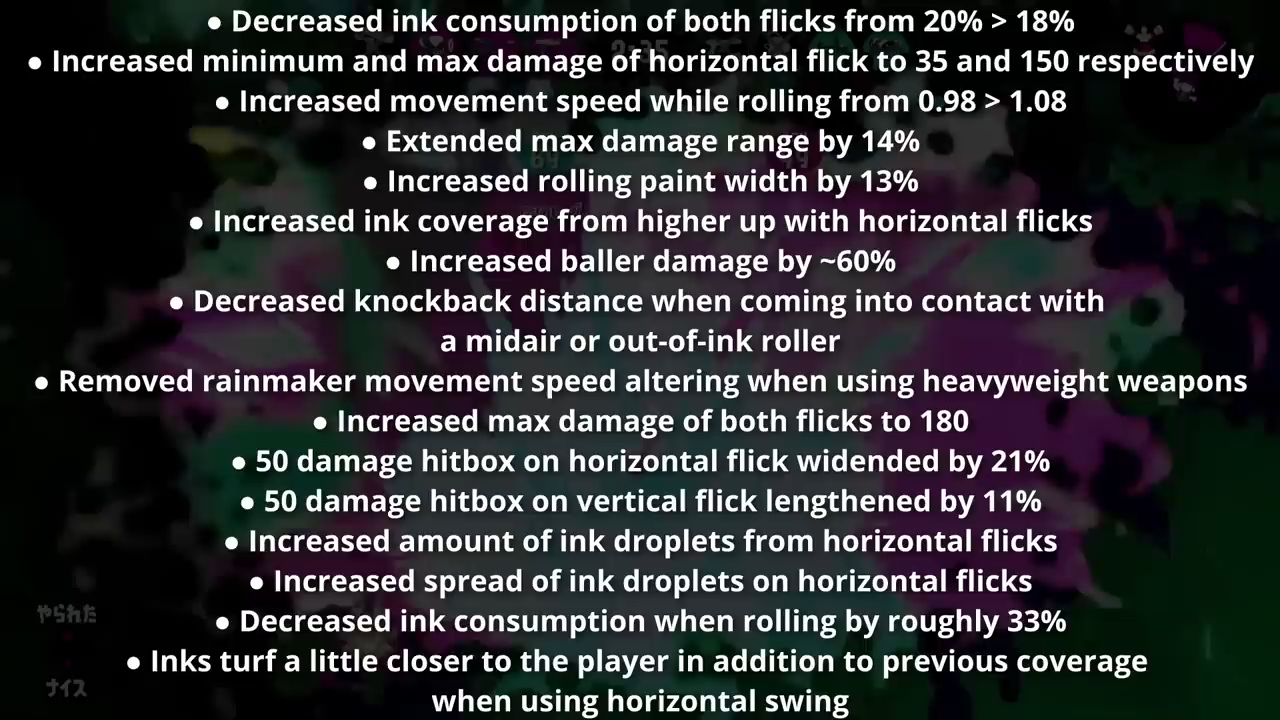 ● Decreased ink consumption of both flicks from 20% > 18%
● Increased minimum and max damage of horizontal flick to 35 and 150 respectively
● Increased movement speed while rolling from 0.98 > 1.08
● Extended max damage range by 14%
● Increased rolling paint width by 13%
● Increased ink coverage from higher up with horizontal flicks
● Increased baller damage by ~60%
● Decreased knockback distance when coming into contact with
a midair or out-of-ink roller
● Removed rainmaker movement speed altering when using heavyweight weapons
● Increased max damage of both flicks to 180
● 50 damage hitbox on horizontal flick widended by 21%
● 50 damage hitbox on vertical flick lengthened by 11%
● Increased amount of ink droplets from horizontal flicks
● Increased spread of ink droplets on horizontal flicks
● Decreased ink consumption when rolling by roughly 33%
やられた
● Inks turf a little closer to the player in addition to previous coverage
ナイス
when using horizontal swing